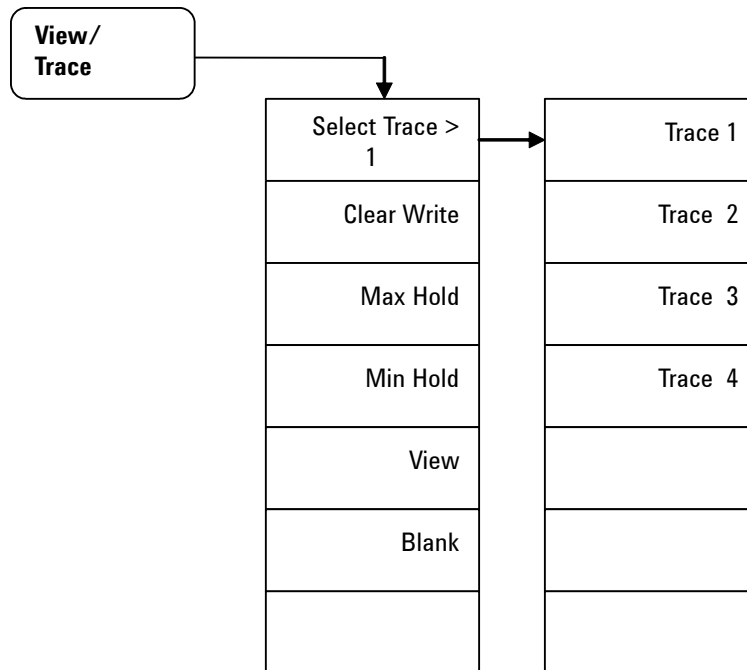 View/
Trace
Select Trace >
1
Clear Write
Max Hold
Min Hold
View
Blank
Trace 1
Trace 2
Trace 3
Trace 4